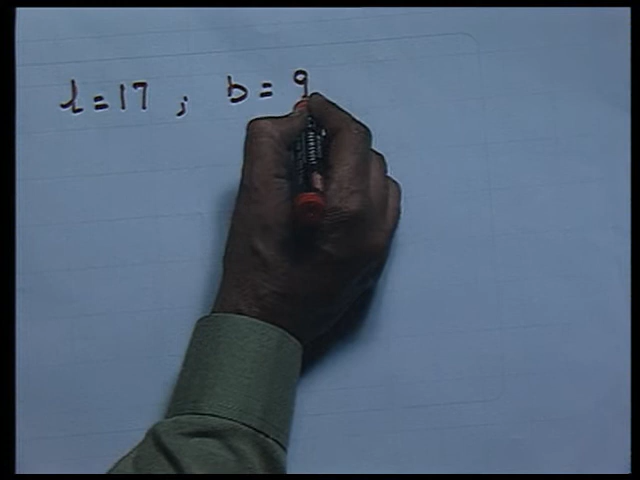 l = 17 ; b = 9